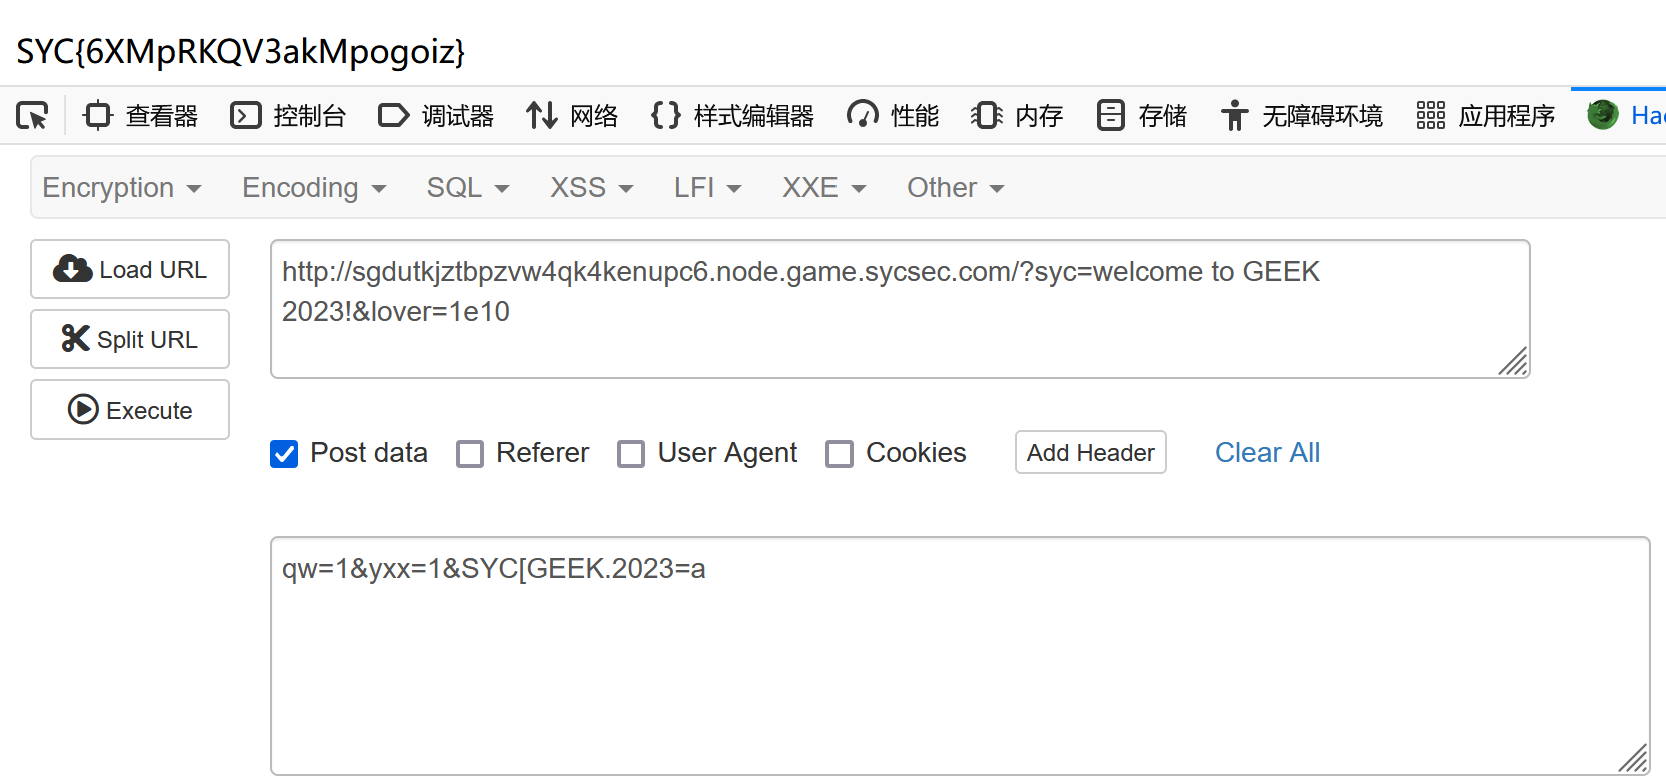 SYC{6XMpRKQV3akMpogoiz}
查看器 控制台 调试器 网络 {} 样式编辑器 性能 内存 存储 无障碍环境 应用程序 Hac
Encryption Encoding SQL XSS LFI XXE Other
Load URL
Split URL
Execute
http://sgdutkjztbpzvw4qk4kenupc6.node.game.sycsec.com/?syc=welcome to GEEK
2023!&lover=1e10
Post data Referer User Agent Cookies Add Header Clear All
qw=1&yxx=1&SYC[GEEK.2023=a